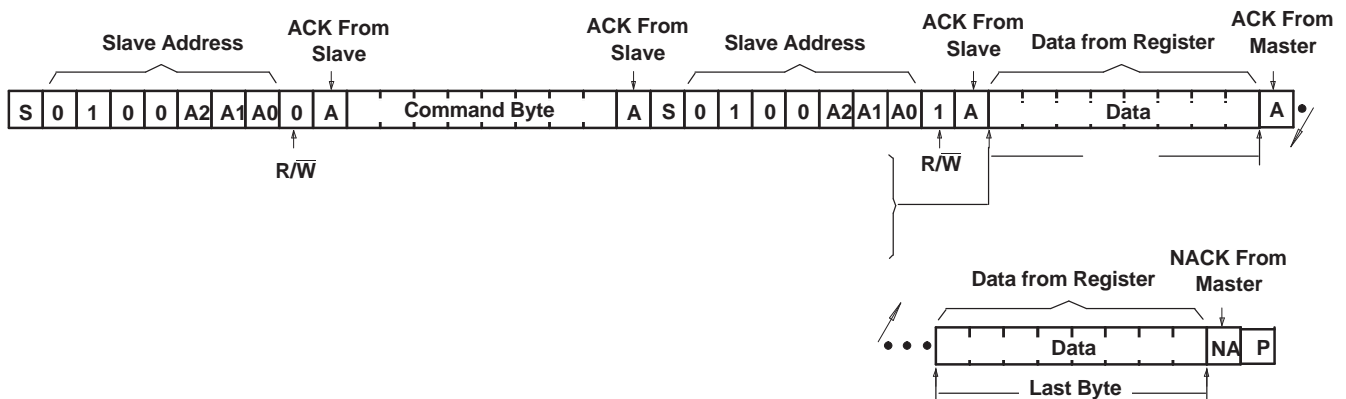 Slave Address
ACK From
Slave
ACK From
Slave
Slave Address
ACK From
Slave
Data from Register
ACK From
Master
S 0 1 0 0 A2 A1 A0 0 A Command Byte A S 0 1 0 0 A2 A1 A0 1 A Data A
R/W̅
R/W̅
Data from Register
NACK From
Master
Data NA P
Last Byte